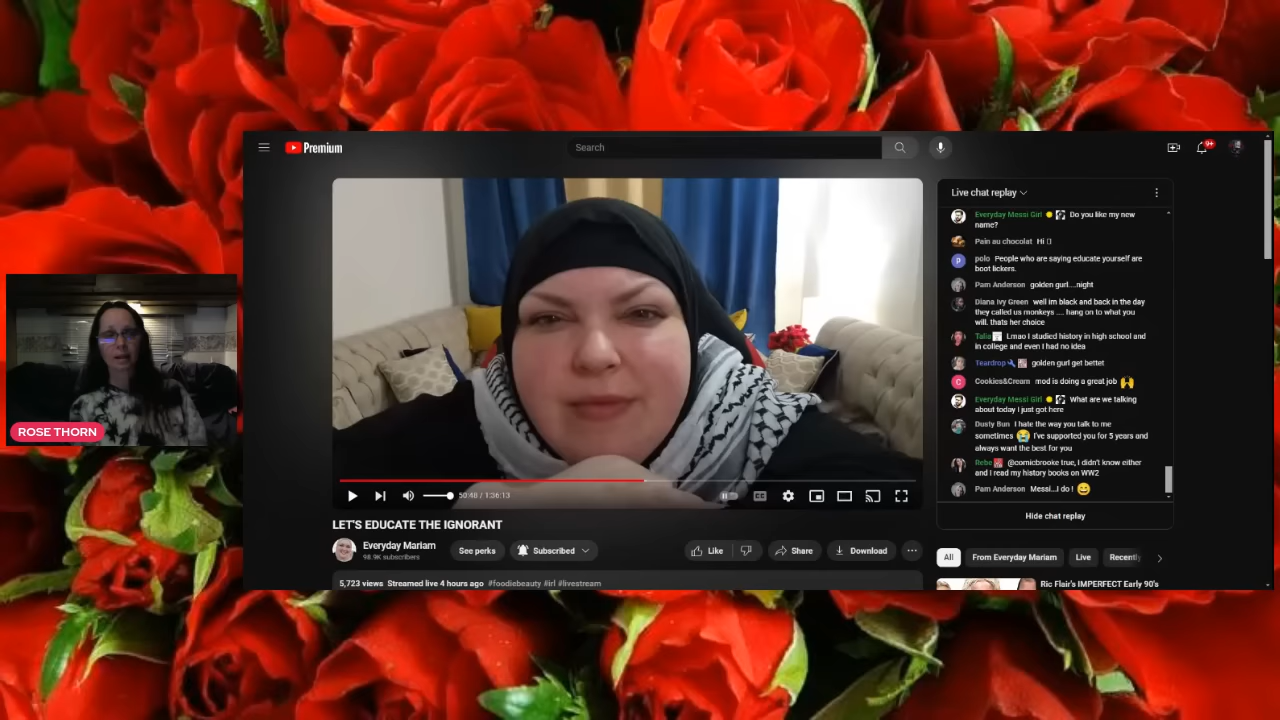 Premium
Search
9+
Live chat replay
Everyday Messi Girl Do you like my new
name?
Pain au chocolat Hi
polo People who are saying educate yourself are
boot lickers.
Pam Anderson golden gurl....night
Diana Ivy Green well im black and back in the day
they called us monkeys .... hang on to what you
will. thats her choice
Talia Lmao I studied history in high school and
in college and even I had no idea
Teardrop golden gurl get bettet
Cookies&Cream mod is doing a great job
Everyday Messi Girl What are we talking
about today I just got here
Dusty Bun I hate the way you talk to me
sometimes I've supported you for 5 years and
always want the best for you
Rebe @comicbrooke true, I didn't know either
and I read my history books on WW2
Pam Anderson Messi...I do !
Hide chat replay
ROSE THORN
50:48 / 1:36:13
CC
LET'S EDUCATE THE IGNORANT
Everyday Mariam
98.9K subscribers
See perks
Subscribed
Like
Share
Download
5,723 views Streamed live 4 hours ago #foodiebeauty #irl #livestream
All
From Everyday Mariam
Live
Recently
Ric Flair's IMPERFECT Early 90's